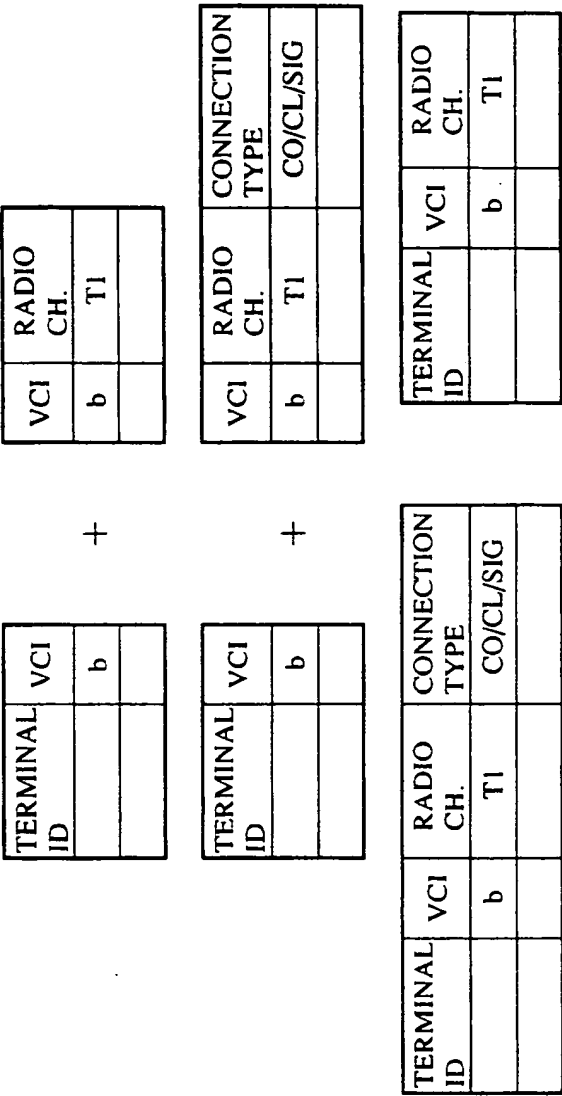 TERMINAL ID VCI
b
+
VCI RADIO CH.
b T1
TERMINAL ID VCI
b
+
VCI RADIO CH. CONNECTION TYPE
b T1 CO/CL/SIG
TERMINAL ID VCI RADIO CH. CONNECTION TYPE
b T1 CO/CL/SIG
TERMINAL ID VCI RADIO CH.
b T1